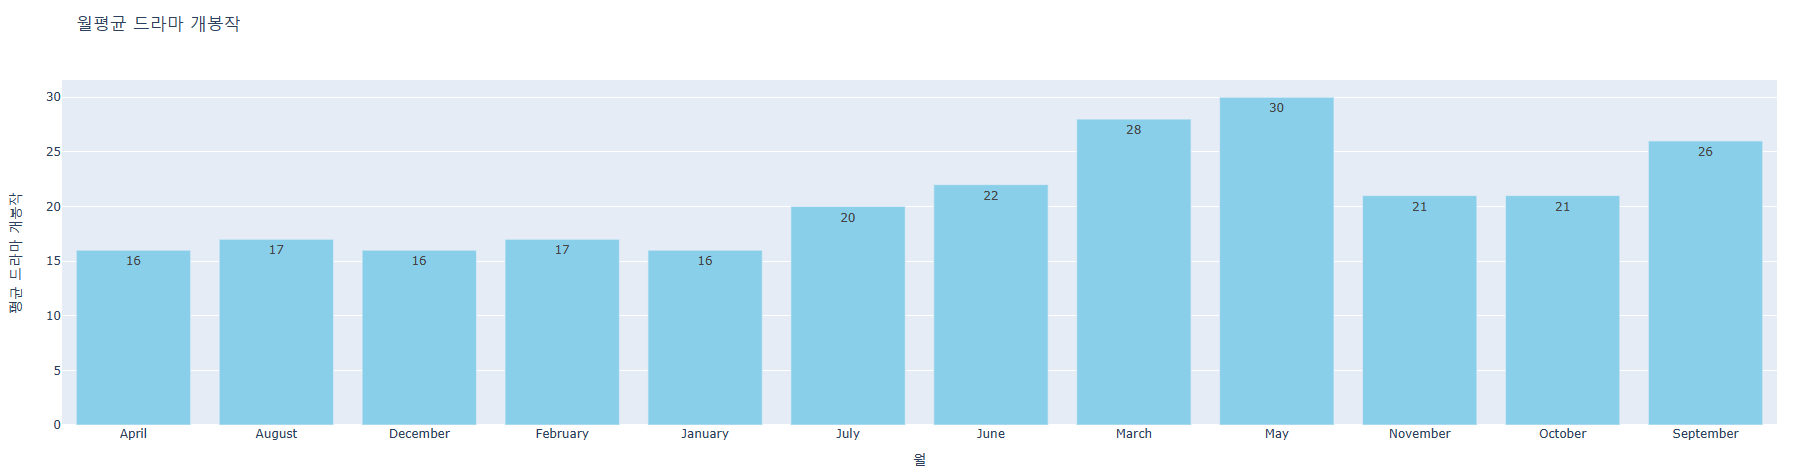 월평균 드라마 개봉작
평균 드라마 개봉작
30
25
20
15
10
5
0
16
17
16
17
16
20
22
28
30
21
21
26
April
August
December
February
January
July
June
March
May
November
October
September
월